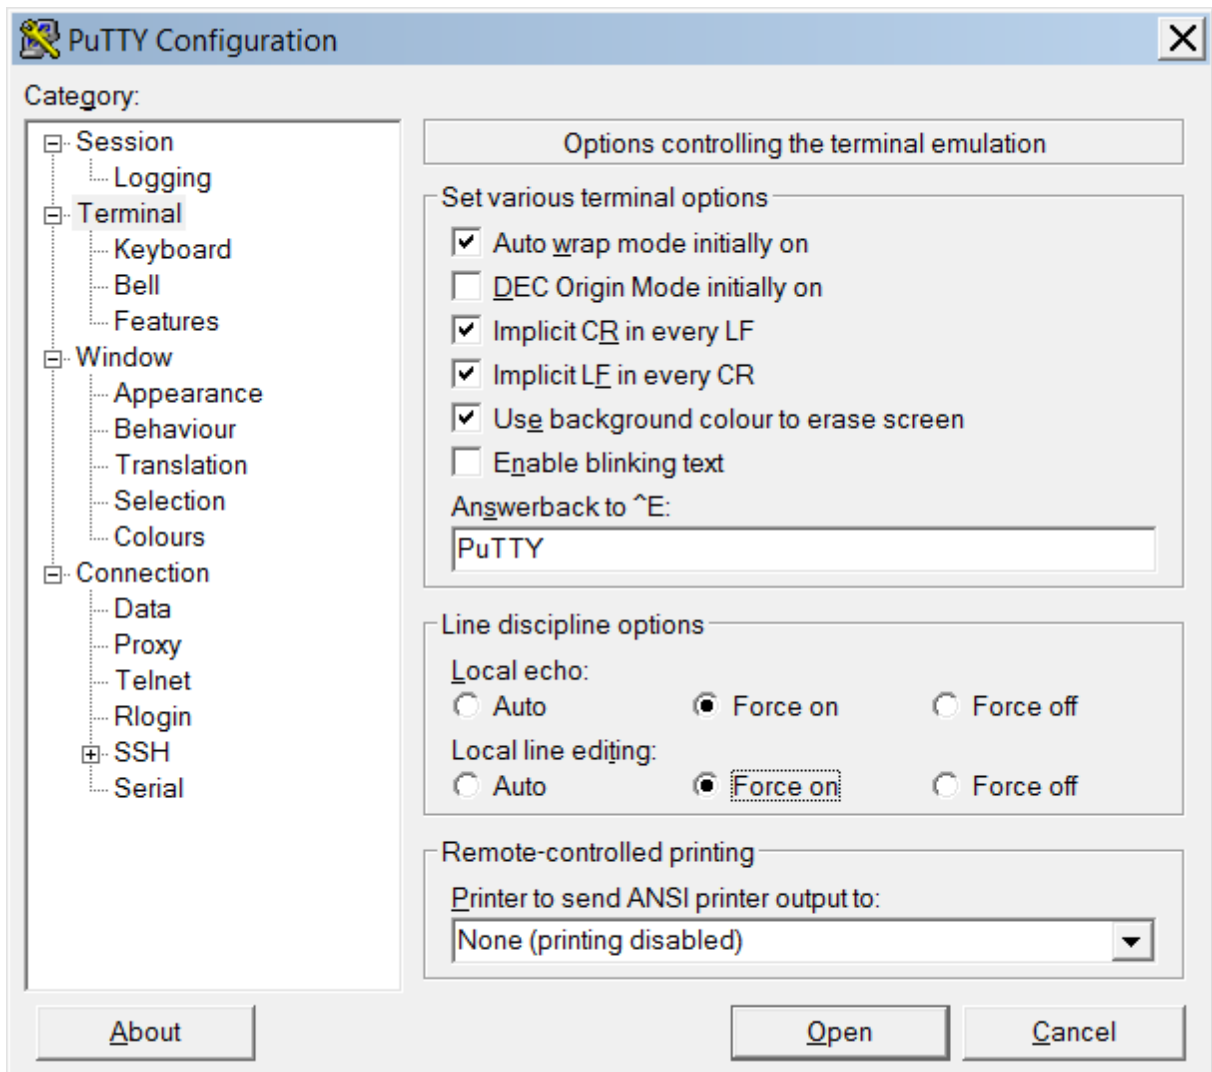 PuTTY Configuration
Category:
Session
Logging
Terminal
Keyboard
Bell
Features
Window
Appearance
Behaviour
Translation
Selection
Colours
Connection
Data
Proxy
Telnet
Rlogin
SSH
Serial
Options controlling the terminal emulation
Set various terminal options
Auto wrap mode initially on
DEC Origin Mode initially on
Implicit CR in every LF
Implicit LF in every CR
Use background colour to erase screen
Enable blinking text
Answerback to ^E:
PuTTY
Line discipline options
Local echo:
Auto Force on Force off
Local line editing:
Auto Force on Force off
Remote-controlled printing
Printer to send ANSI printer output to:
None (printing disabled)
About Open Cancel